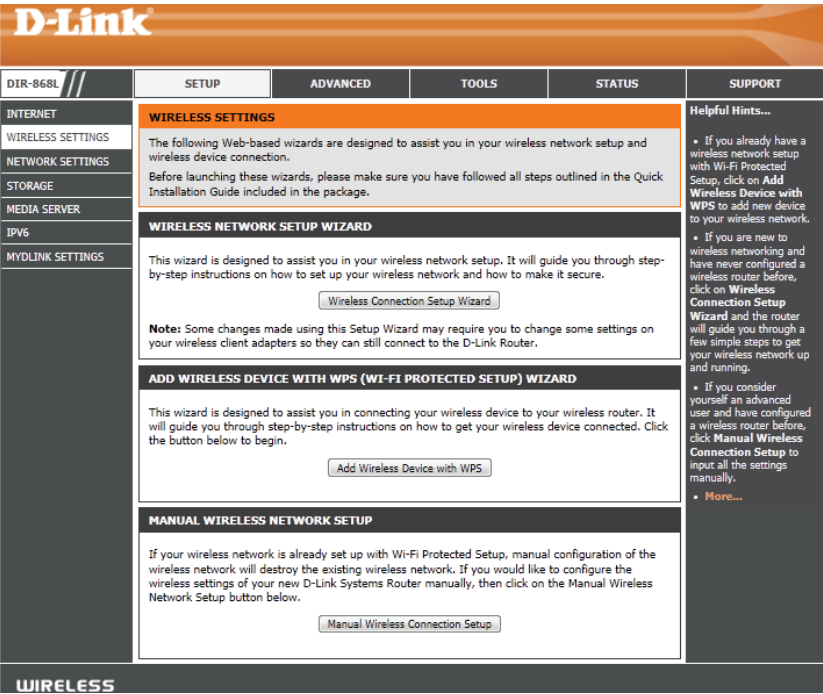 D-Link
DIR-868L
SETUP
ADVANCED
TOOLS
STATUS
SUPPORT
INTERNET
WIRELESS SETTINGS
NETWORK SETTINGS
STORAGE
MEDIA SERVER
IPV6
MYDLINK SETTINGS
WIRELESS SETTINGS
The following Web-based wizards are designed to assist you in your wireless network setup and
wireless device connection.
Before launching these wizards, please make sure you have followed all steps outlined in the Quick
Installation Guide included in the package.
WIRELESS NETWORK SETUP WIZARD
This wizard is designed to assist you in your wireless network setup. It will guide you through step-
by-step instructions on how to set up your wireless network and how to make it secure.
Wireless Connection Setup Wizard
Note: Some changes made using this Setup Wizard may require you to change some settings on
your wireless client adapters so they can still connect to the D-Link Router.
ADD WIRELESS DEVICE WITH WPS (WI-FI PROTECTED SETUP) WIZARD
This wizard is designed to assist you in connecting your wireless device to your wireless router. It
will guide you through step-by-step instructions on how to get your wireless device connected. Click
the button below to begin.
Add Wireless Device with WPS
MANUAL WIRELESS NETWORK SETUP
If your wireless network is already set up with Wi-Fi Protected Setup, manual configuration of the
wireless network will destroy the existing wireless network. If you would like to configure the
wireless settings of your new D-Link Systems Router manually, then click on the Manual Wireless
Network Setup button below.
Manual Wireless Connection Setup
Helpful Hints...
• If you already have a
wireless network setup
with Wi-Fi Protected
Setup, click on Add
Wireless Device with
WPS to add new device
to your wireless network.
• If you are new to
wireless networking and
have never configured a
wireless router before,
click on Wireless
Connection Setup
Wizard and the router
will guide you through a
few simple steps to get
your wireless network up
and running.
• If you consider
yourself an advanced
user and have configured
a wireless router before,
click Manual Wireless
Connection Setup to
input all the settings
manually.
• More...
WIRELESS